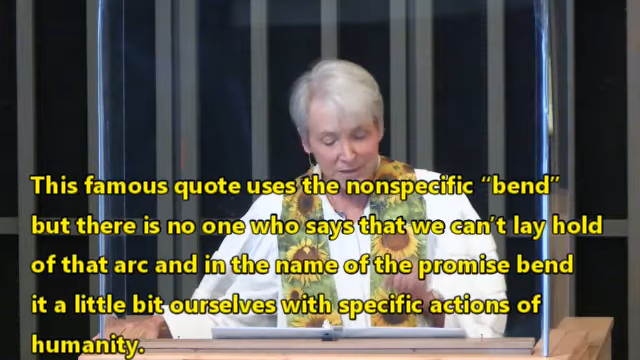 This famous quote uses the nonspecific “bend”
but there is no one who says that we can’t lay hold
of that arc and in the name of the promise bend
it a little bit ourselves with specific actions of
humanity.